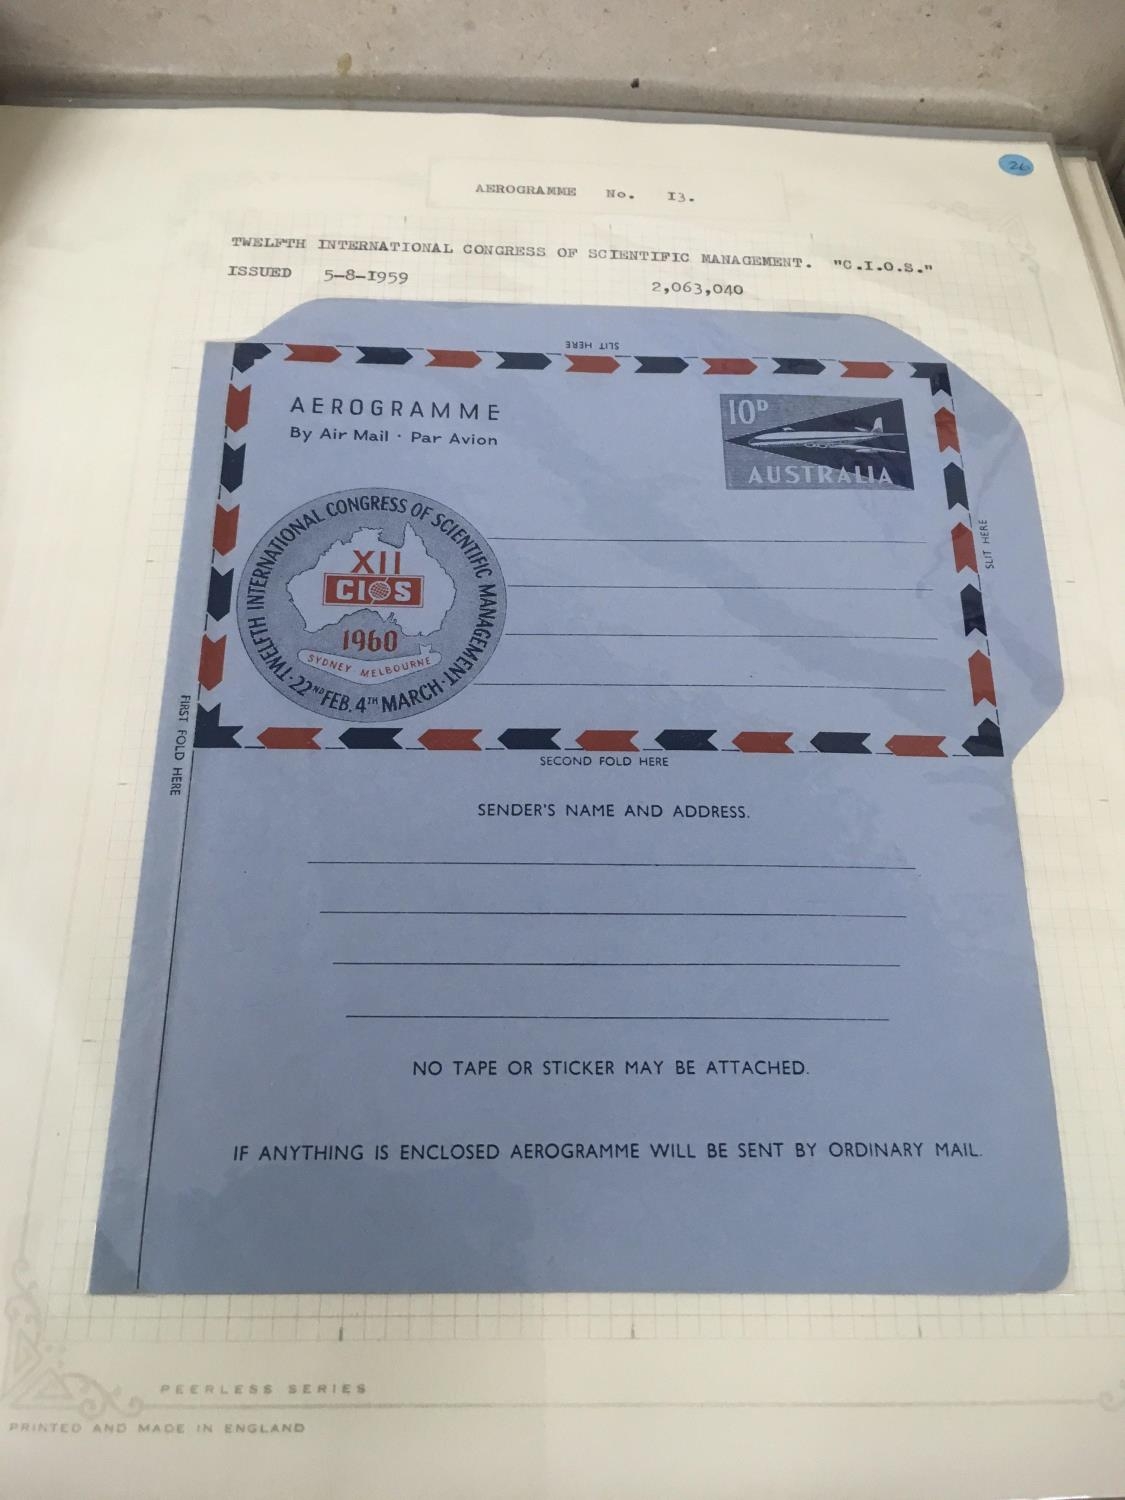 26
AEROGRAMME No. I3.
TWELFTH INTERNATIONAL CONGRESS OF SCIENTIFIC MANAGEMENT. "C.I.O.S."
ISSUED 5-8-I959 2,063,040
SLIT HERE
AEROGRAMME
By Air Mail · Par Avion
10D
AUSTRALIA
TWELFTH INTERNATIONAL CONGRESS OF SCIENTIFIC MANAGEMENT
XII
CIOS
1960
SYDNEY MELBOURNE
· 22ND FEB. 4TH MARCH ·
SLIT HERE
FIRST FOLD HERE
SECOND FOLD HERE
SENDER'S NAME AND ADDRESS.
NO TAPE OR STICKER MAY BE ATTACHED.
IF ANYTHING IS ENCLOSED AEROGRAMME WILL BE SENT BY ORDINARY MAIL.
PEERLESS SERIES
PRINTED AND MADE IN ENGLAND